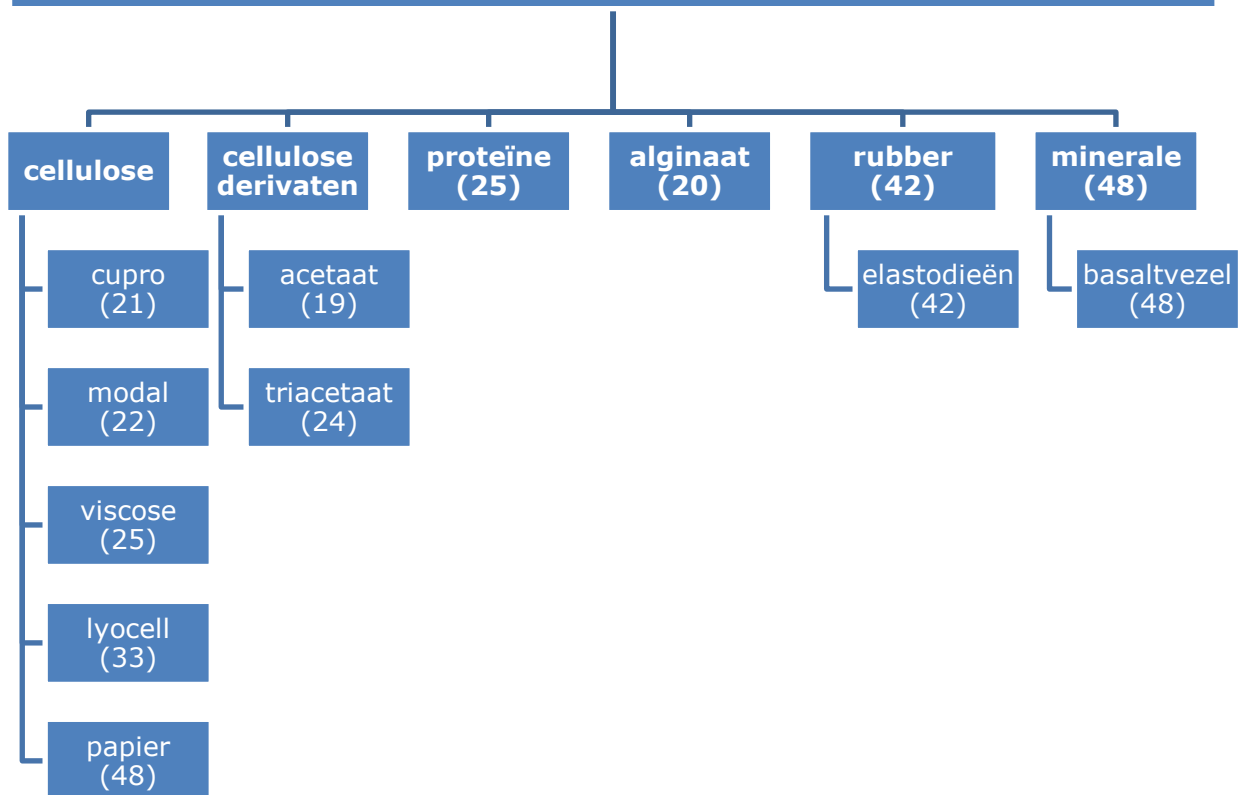 cellulose
cellulose
derivaten
proteïne
(25)
alginaat
(20)
rubber
(42)
minerale
(48)
cupro
(21)
acetaat
(19)
elastodieën
(42)
basaltvezel
(48)
modal
(22)
triacetaat
(24)
viscose
(25)
lyocell
(33)
papier
(48)